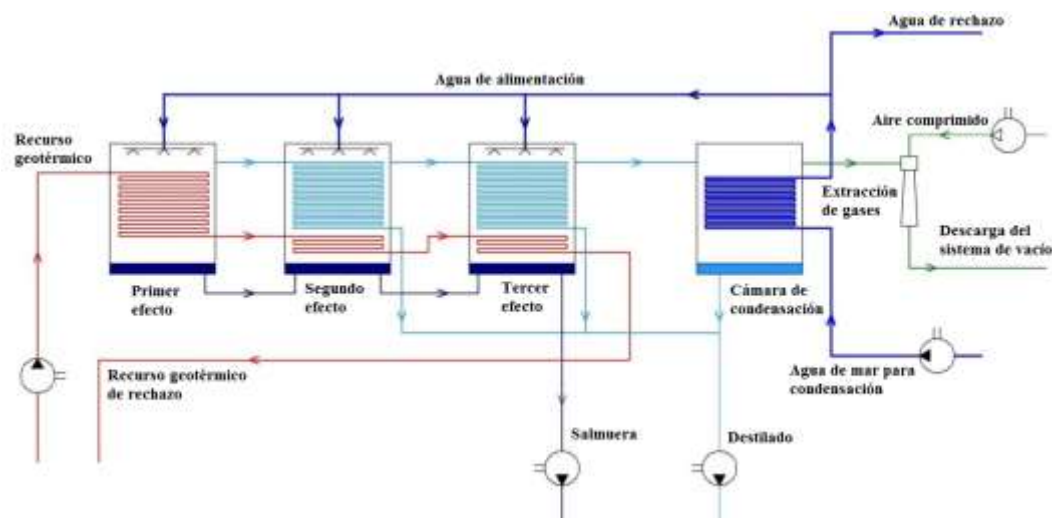 Agua de rechazo
Agua de alimentación
Aire comprimido
Recurso
geotérmico
Extracción
de gases
Descarga del
sistema de vacío
Primer
efecto
Segundo
efecto
Tercer
efecto
Cámara de
condensación
Recurso geotérmico
de rechazo
Agua de mar para
condensación
Salmuera
Destilado